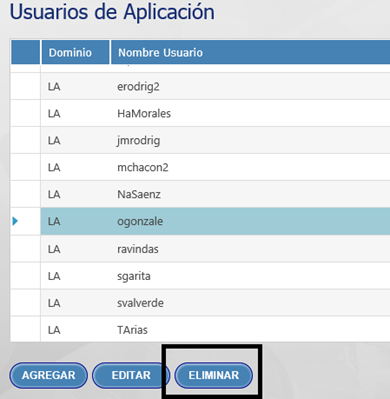 Usuarios de Aplicación
Dominio Nombre Usuario
LA erodrig2
LA HaMorales
LA jmrodrig
LA mchacon2
LA NaSaenz
LA ogonzale
LA ravindas
LA sgarita
LA svalverde
LA TArias
AGREGAR EDITAR ELIMINAR